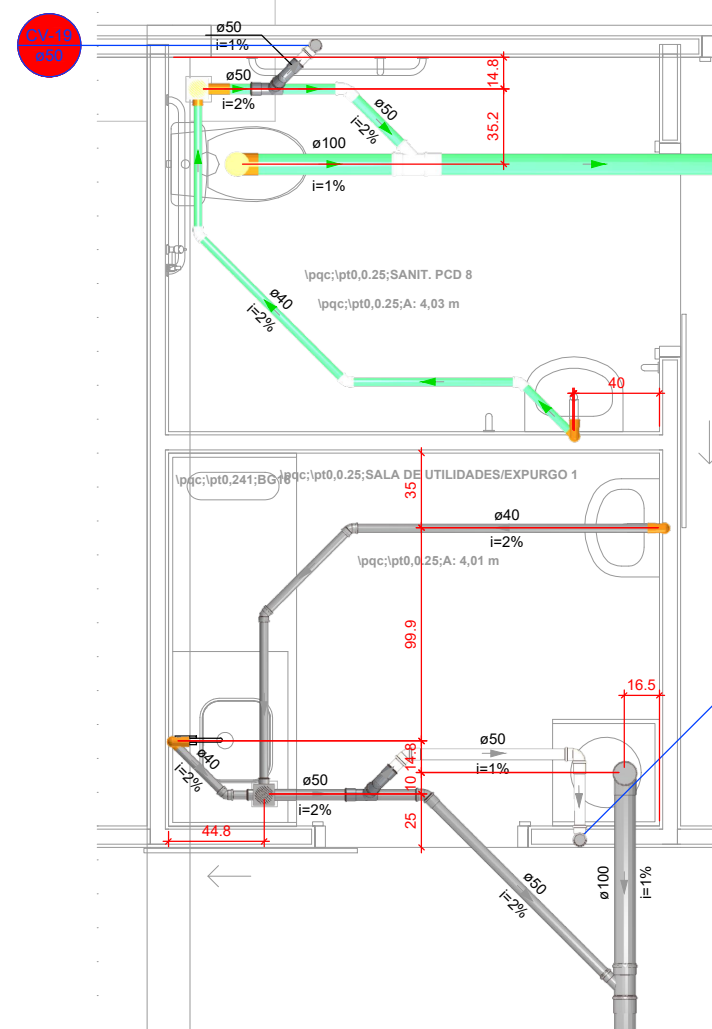 ø50
CV-19
i=1%
ø50
14.8
ø50
i=2%
ø50
i=2%
35.2
ø100
i=1%
\pqc;\pt0,0.25;SANIT. PCD 8
ø40
i=2%
\pqc;\pt0,0.25;A: 4,03 m
40
\pqc;\pt0,0.25;SALA DE UTILIDADES/EXPURGO 1
\pqc;\pt0,241;BG16
35
ø40
i=2%
\pqc;\pt0,0.25;A: 4,01 m
99.9
16.5
ø50
ø40
i=2%
14.8
i=1%
ø50
10
i=2%
25
44.8
ø50
i=2%
ø100
i=1%